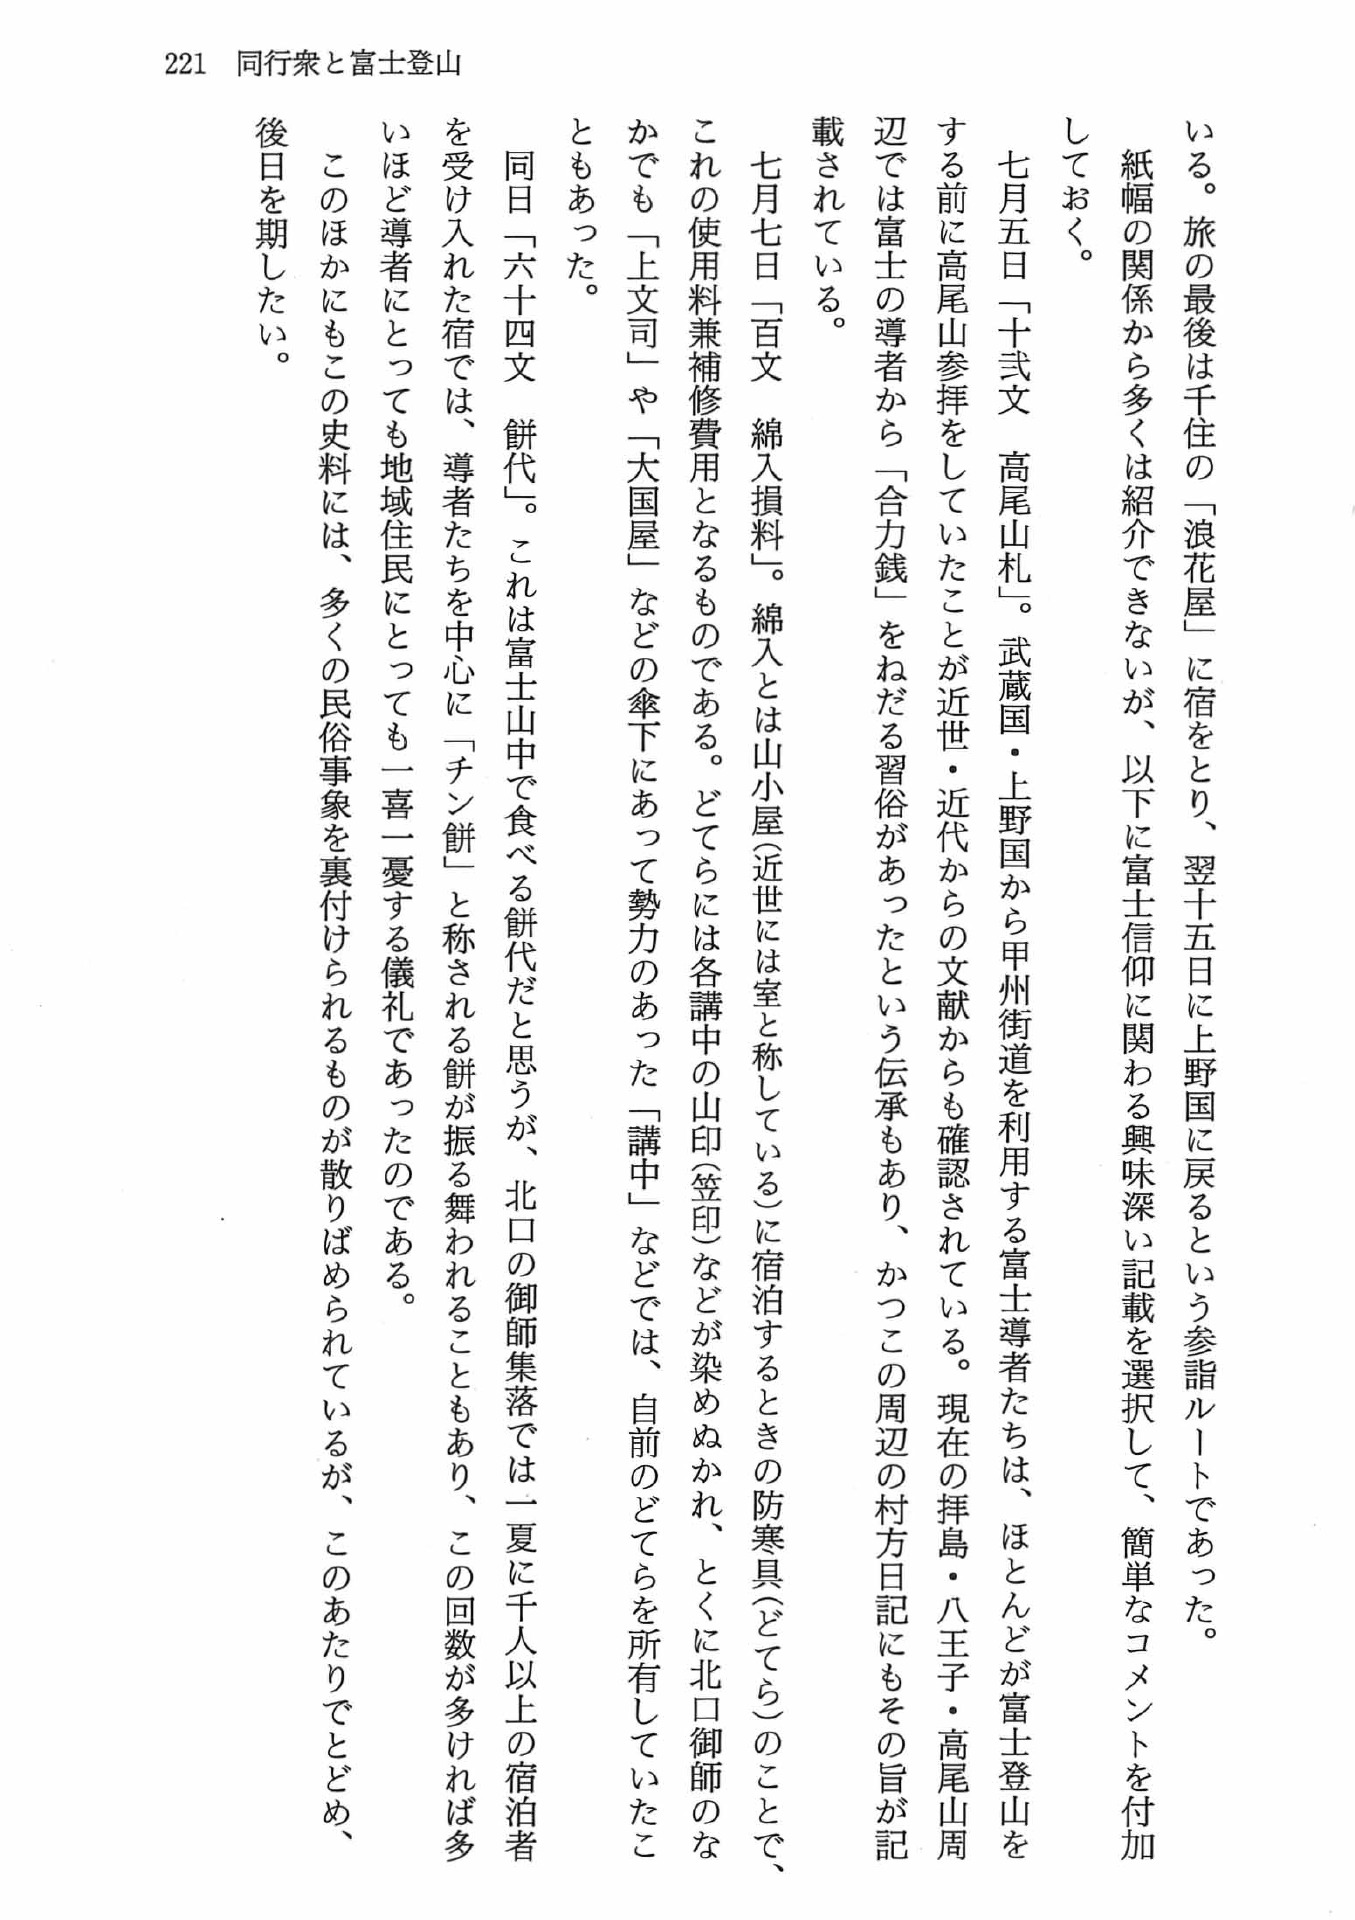 221 同行衆と富士登山
いる。旅の最後は千住の「浪花屋」に宿をとり、翌十五日に上野国に戻るという参詣ルートであった。
紙幅の関係から多くは紹介できないが、以下に富士信仰に関わる興味深い記載を選択して、簡単なコメントを付加
しておく。
七月五日「十弐文 高尾山札」。武蔵国・上野国から甲州街道を利用する富士導者たちは、ほとんどが富士登山を
する前に高尾山参拝をしていたことが近世・近代からの文献からも確認されている。現在の拝島・八王子・高尾山周
辺では富士の導者から「合力銭」をねだる習俗があったという伝承もあり、かつこの周辺の村方日記にもその旨が記
載されている。
七月七日「百文 綿入損料」。綿入とは山小屋（近世には室と称している）に宿泊するときの防寒具（どてら）のことで、
これの使用料兼補修費用となるものである。どてらには各講中の山印（笠印）などが染めぬかれ、とくに北口御師のな
かでも「上文司」や「大国屋」などの傘下にあって勢力のあった「講中」などでは、自前のどてらを所有していたこ
ともあった。
同日「六十四文 餅代」。これは富士山中で食べる餅代だと思うが、北口の御師集落では一夏に千人以上の宿泊者
を受け入れた宿では、導者たちを中心に「チン餅」と称される餅が振る舞われることもあり、この回数が多ければ多
いほど導者にとっても地域住民にとっても一喜一憂する儀礼であったのである。
このほかにもこの史料には、多くの民俗事象を裏付けられるものが散りばめられているが、このあたりでとどめ、
後日を期したい。